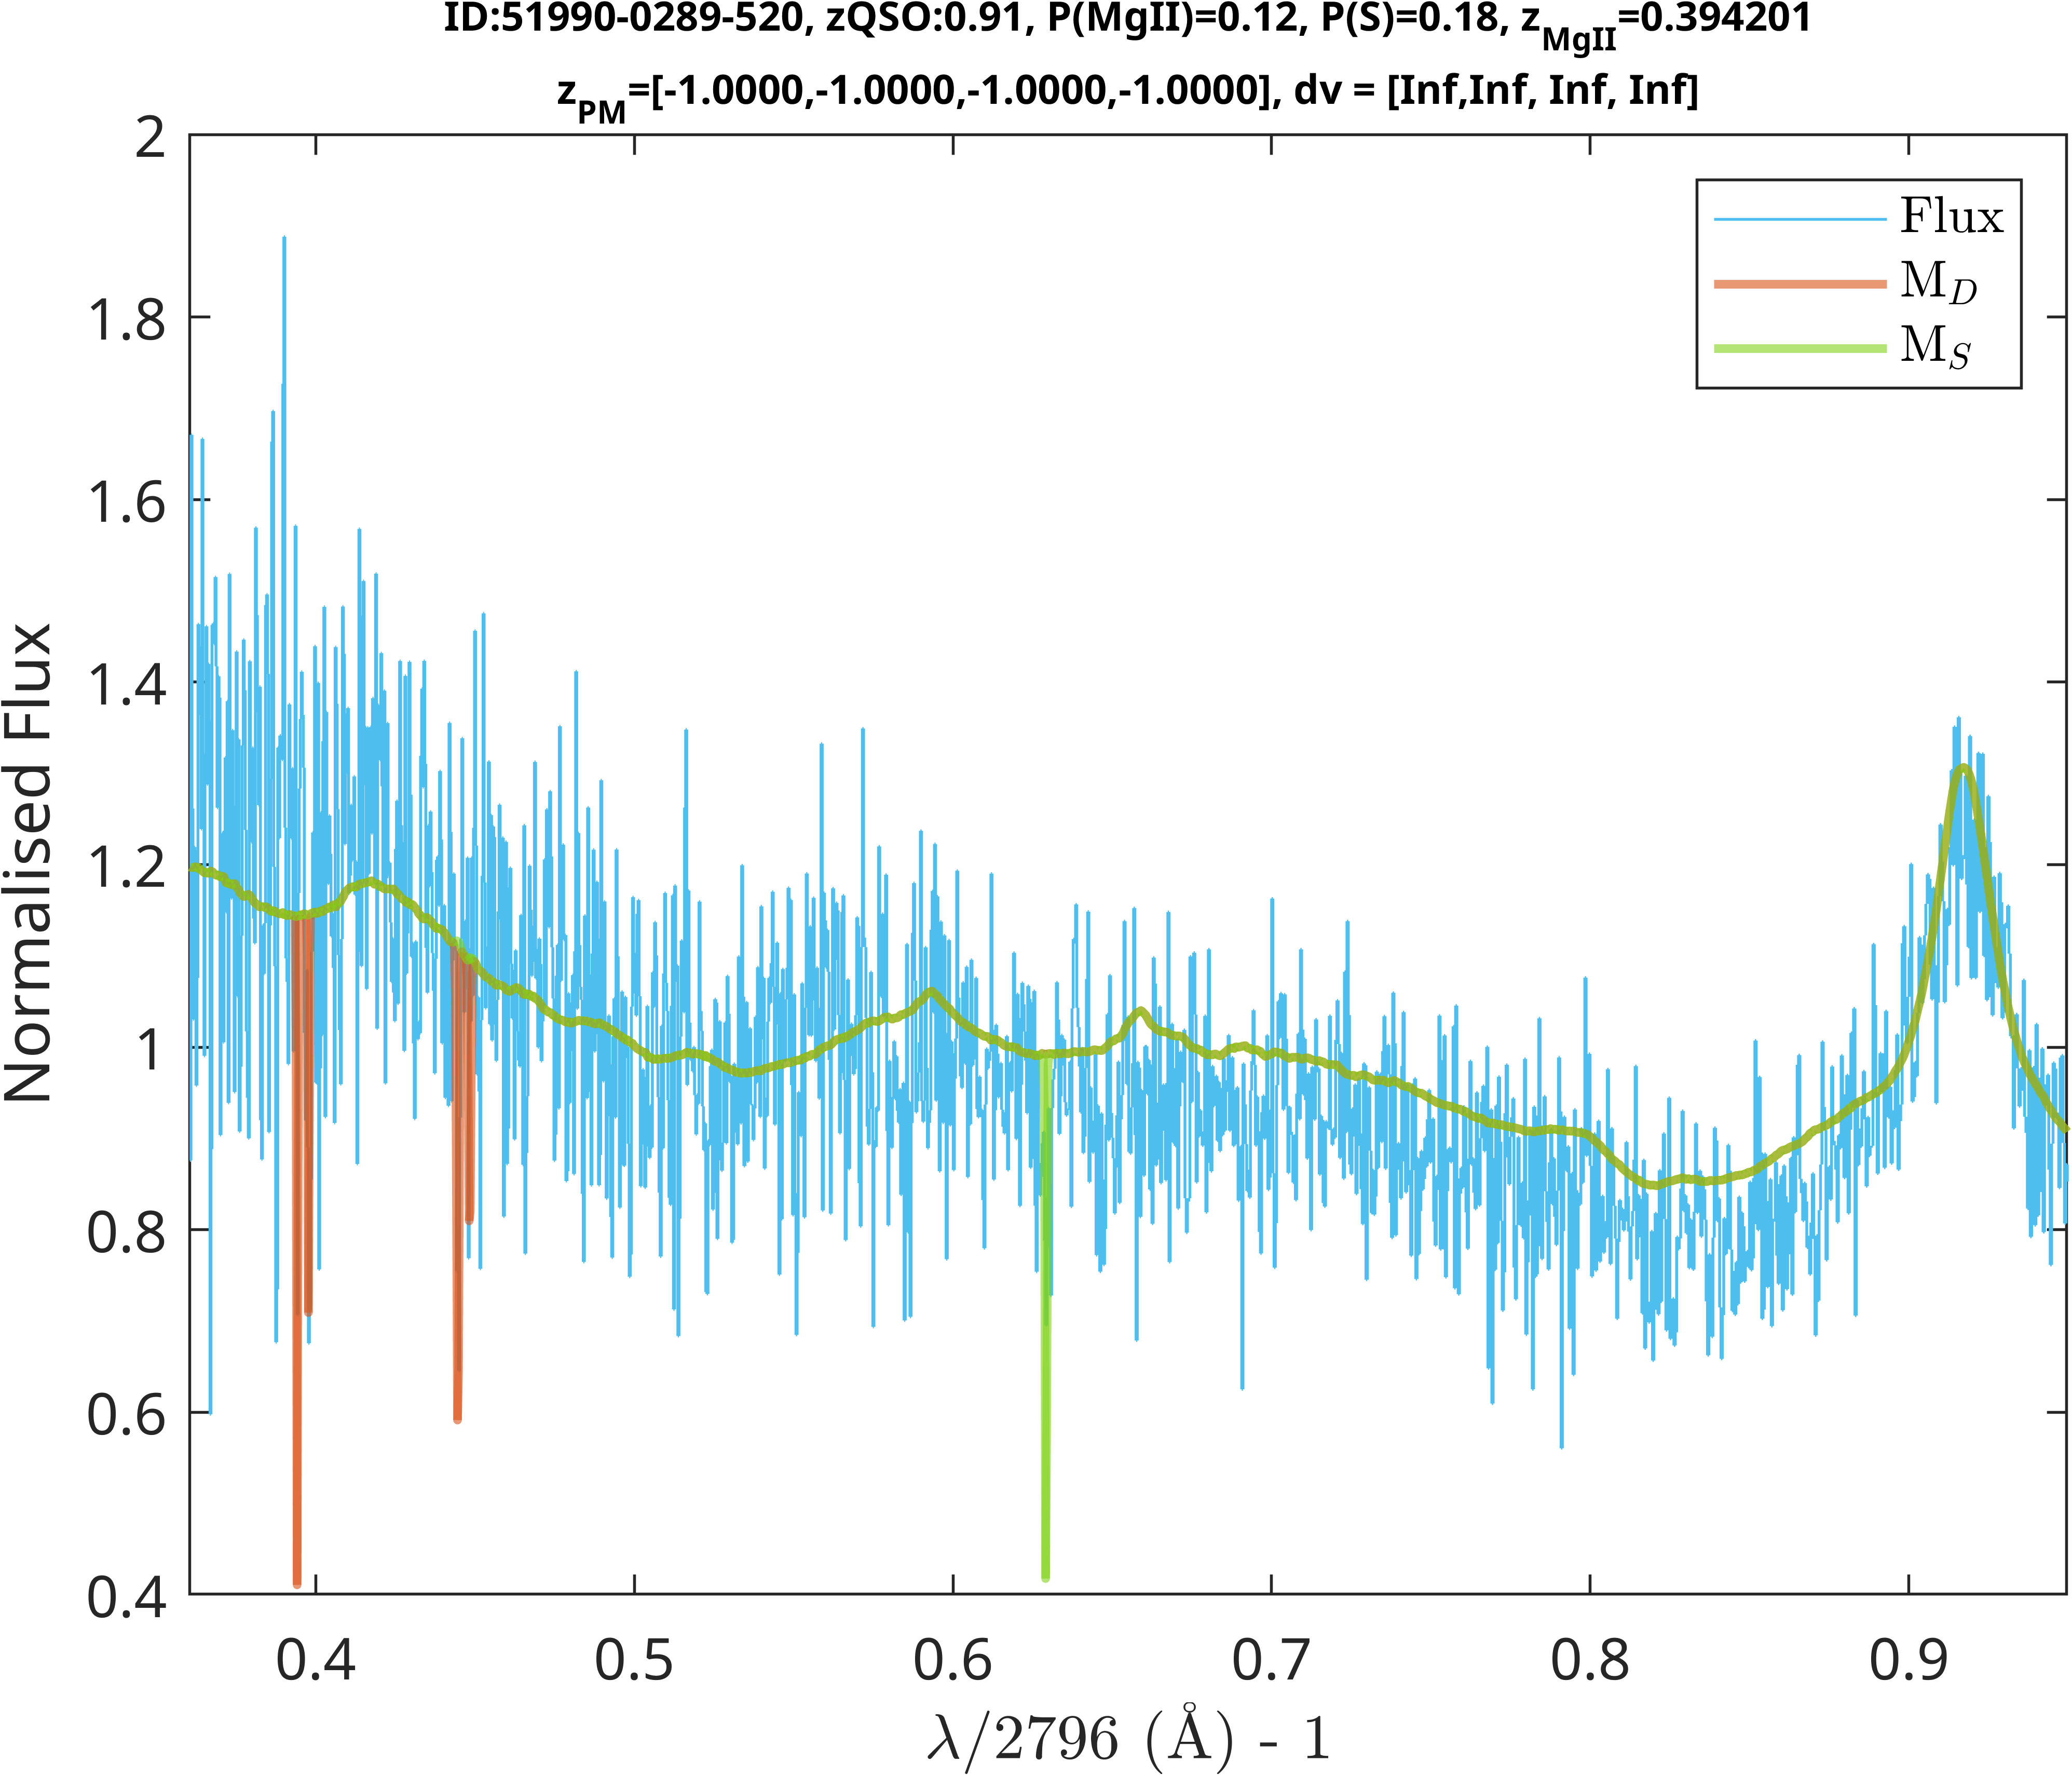 ID:51990-0289-520, zQSO:0.91, P(MgII)=0.12, P(S)=0.18, zMgII=0.394201
zPM=[-1.0000,-1.0000,-1.0000,-1.0000], dv = [Inf,Inf, Inf, Inf]
2
1.8
1.6
1.4
1.2
1
0.8
0.6
0.4
Normalised Flux
Flux
MD
MS
0.4 0.5 0.6 0.7 0.8 0.9
λ/2796 (Å) - 1